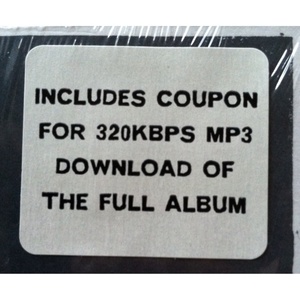 INCLUDES COUPON
FOR 320KBPS MP3
DOWNLOAD OF
THE FULL ALBUM